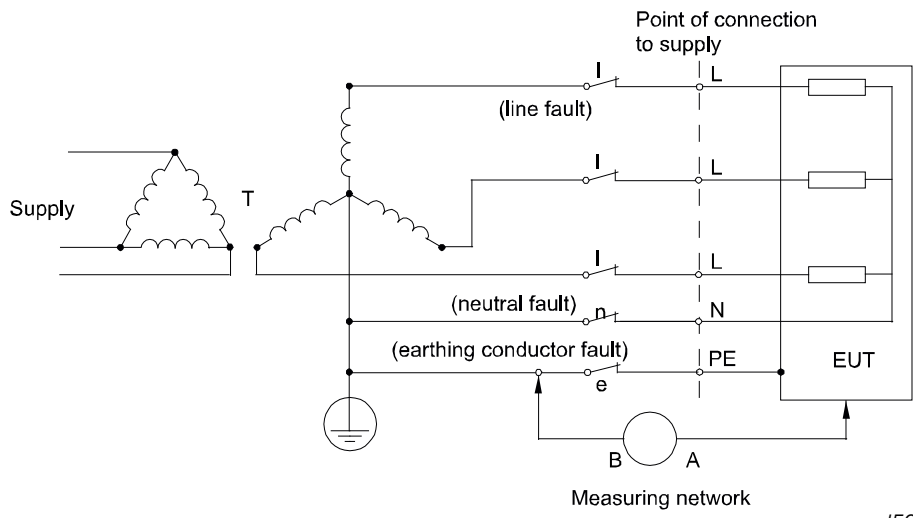 Point of connection
to supply
l
L
(line fault)
l
L
T
Supply
l
L
(neutral fault)
n
N
(earthing conductor fault)
e
PE
EUT
B
A
Measuring network